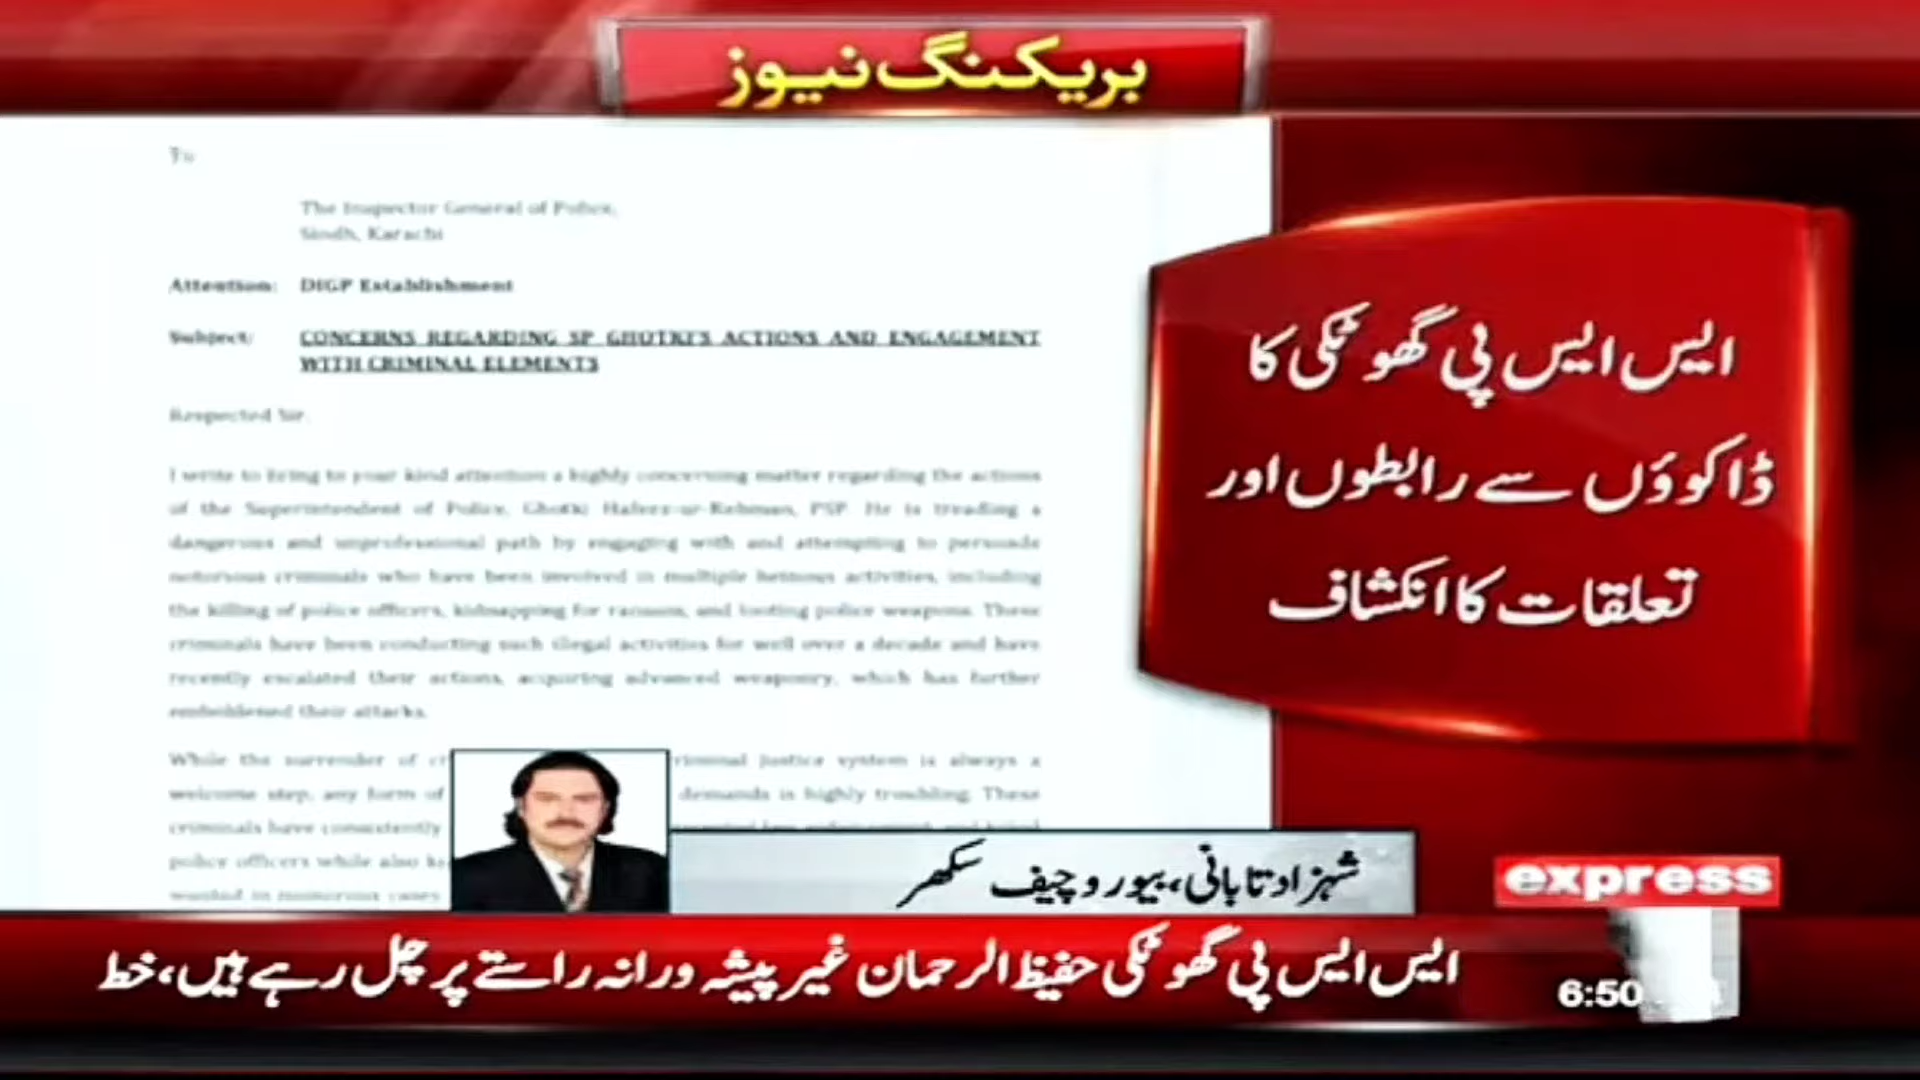 بریکنگ نیوز
To
The Inspector General of Police,
Sindh, Karachi
Attention: DIGP Establishment
Subject: CONCERNS REGARDING SP GHOTKI'S ACTIONS AND ENGAGEMENT
WITH CRIMINAL ELEMENTS
Respected Sir,
I write to bring to your kind attention a highly concerning matter regarding the actions
of the Superintendent of Police, Ghotki Hafeez-ur-Rehman, PSP. He is treading a
dangerous and unprofessional path by engaging with and attempting to persuade
notorious criminals who have been involved in multiple heinous activities, including
the killing of police officers, kidnapping for ransom, and looting police weapons. These
criminals have been conducting such illegal activities for well over a decade and have
recently escalated their actions, acquiring advanced weaponry, which has further
emboldened their attacks.
While the surrender of cr riminal justice system is always a
welcome step, any form of demands is highly troubling. These
criminals have consistently
police officers while also
wanted in numerous cases
ایس ایس پی گھوٹکی کا
ڈاکوؤں سے رابطوں اور
تعلقات کا انکشاف
شہزاد تابانی، بیورو چیف سکھر
express
ایس ایس پی گھوٹکی حفیظ الرحمان غیر پیشہ ورانہ راستے پر چل رہے ہیں، خط
6:50